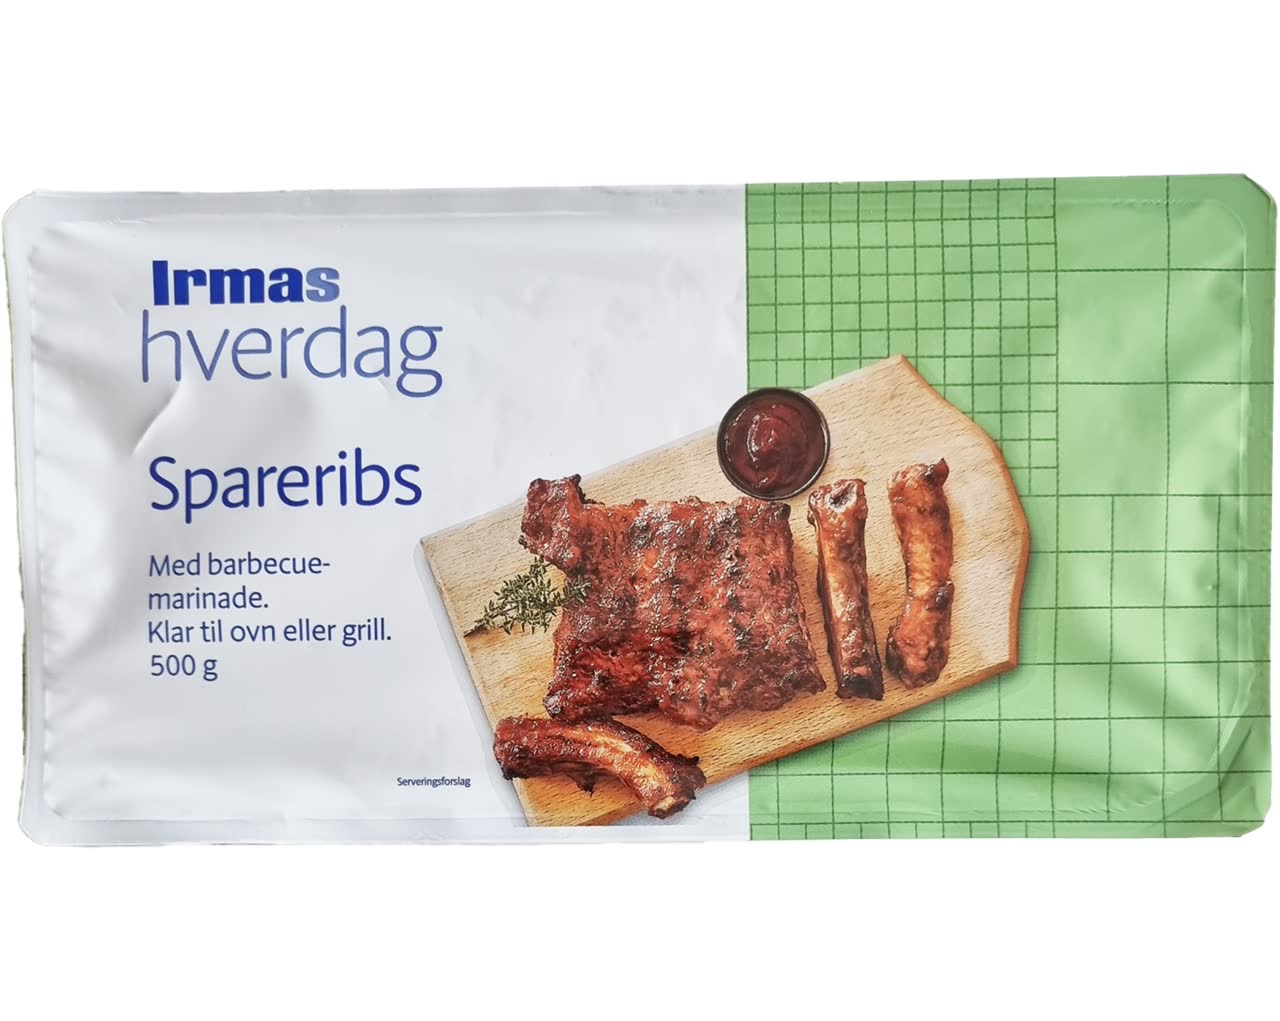 Irmas
hverdag
Spareribs
Med barbecue-
marinade.
Klar til ovn eller grill.
500 g
Serveringsforslag